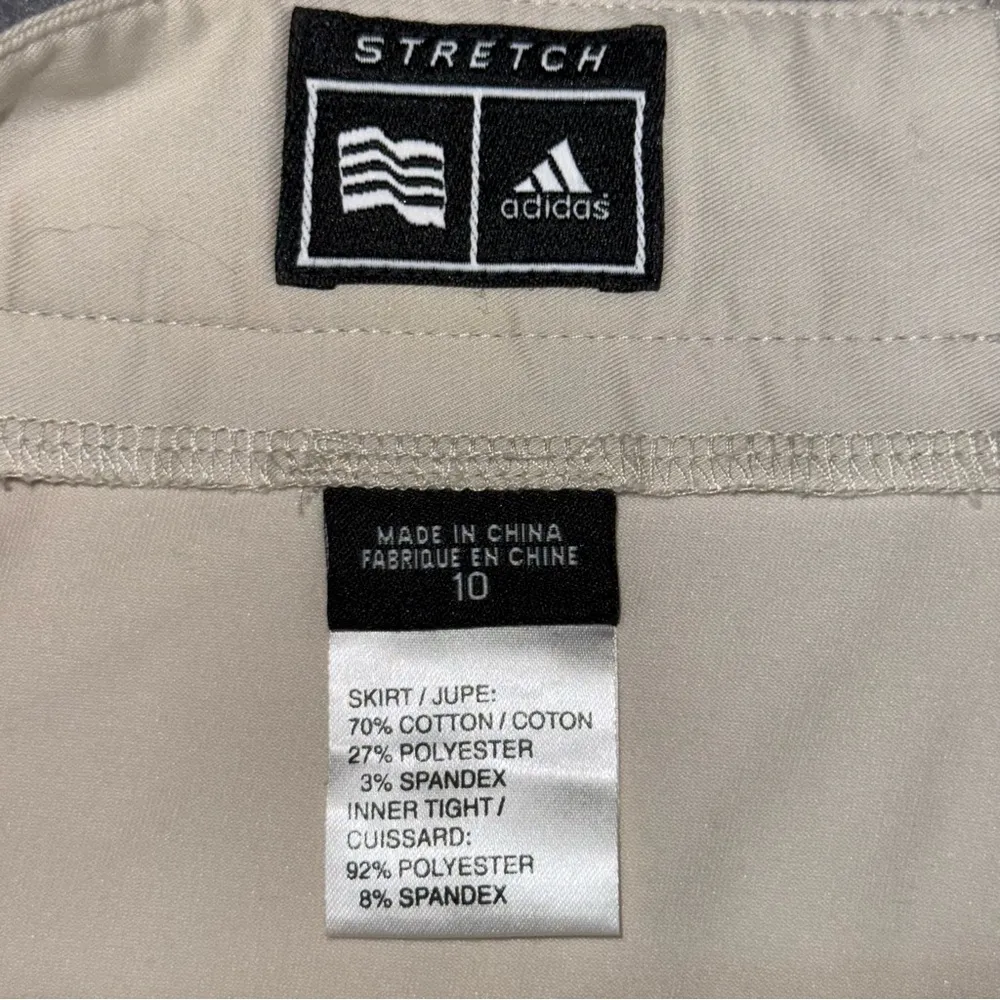 STRETCH
adidas
MADE IN CHINA
FABRIQUE EN CHINE
10
SKIRT / JUPE:
70% COTTON / COTON
27% POLYESTER
3% SPANDEX
INNER TIGHT /
CUISSARD:
92% POLYESTER
8% SPANDEX